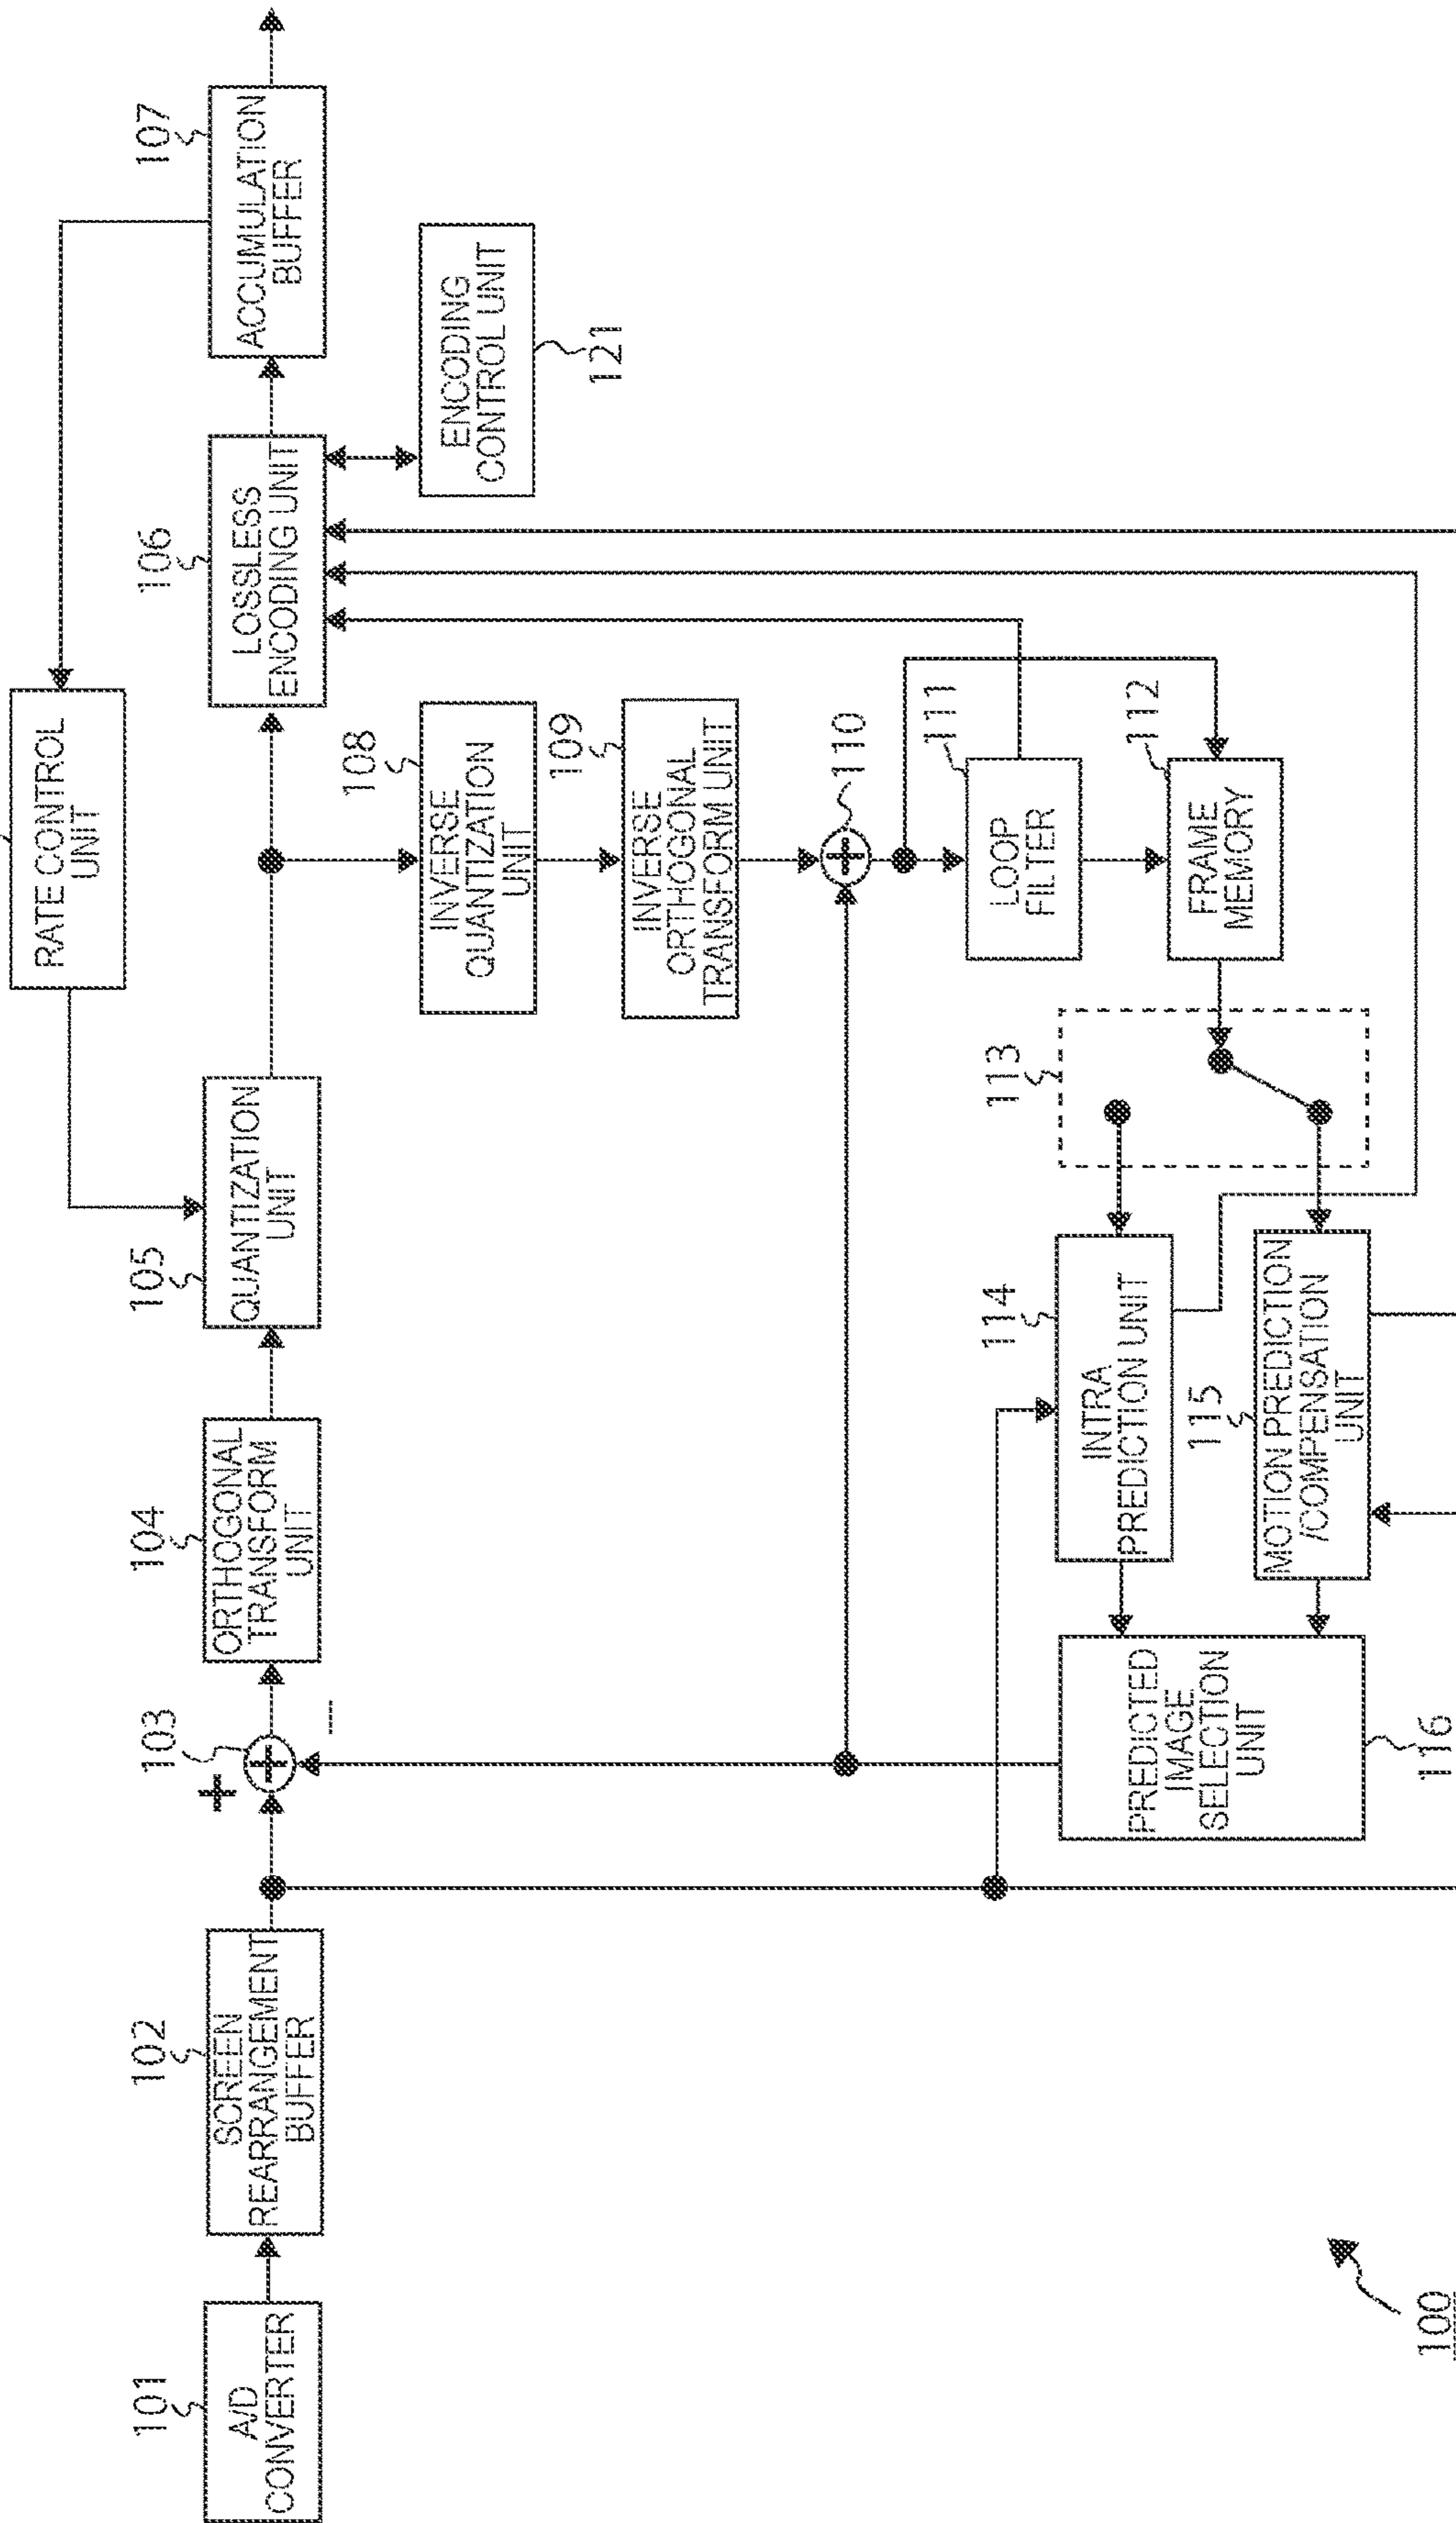 RATE CONTROL
UNIT
101
A/D
CONVERTER
102
SCREEN
REARRANGEMENT
BUFFER
103
+
+
−
104
ORTHOGONAL
TRANSFORM
UNIT
105
QUANTIZATION
UNIT
106
LOSSLESS
ENCODING UNIT
107
ACCUMULATION
BUFFER
ENCODING
CONTROL UNIT
121
108
INVERSE
QUANTIZATION
UNIT
109
INVERSE
ORTHOGONAL
TRANSFORM UNIT
+
110
111
LOOP
FILTER
112
FRAME
MEMORY
113
114
INTRA
PREDICTION UNIT
115
MOTION PREDICTION
/COMPENSATION
UNIT
PREDICTED
IMAGE
SELECTION
UNIT
116
100